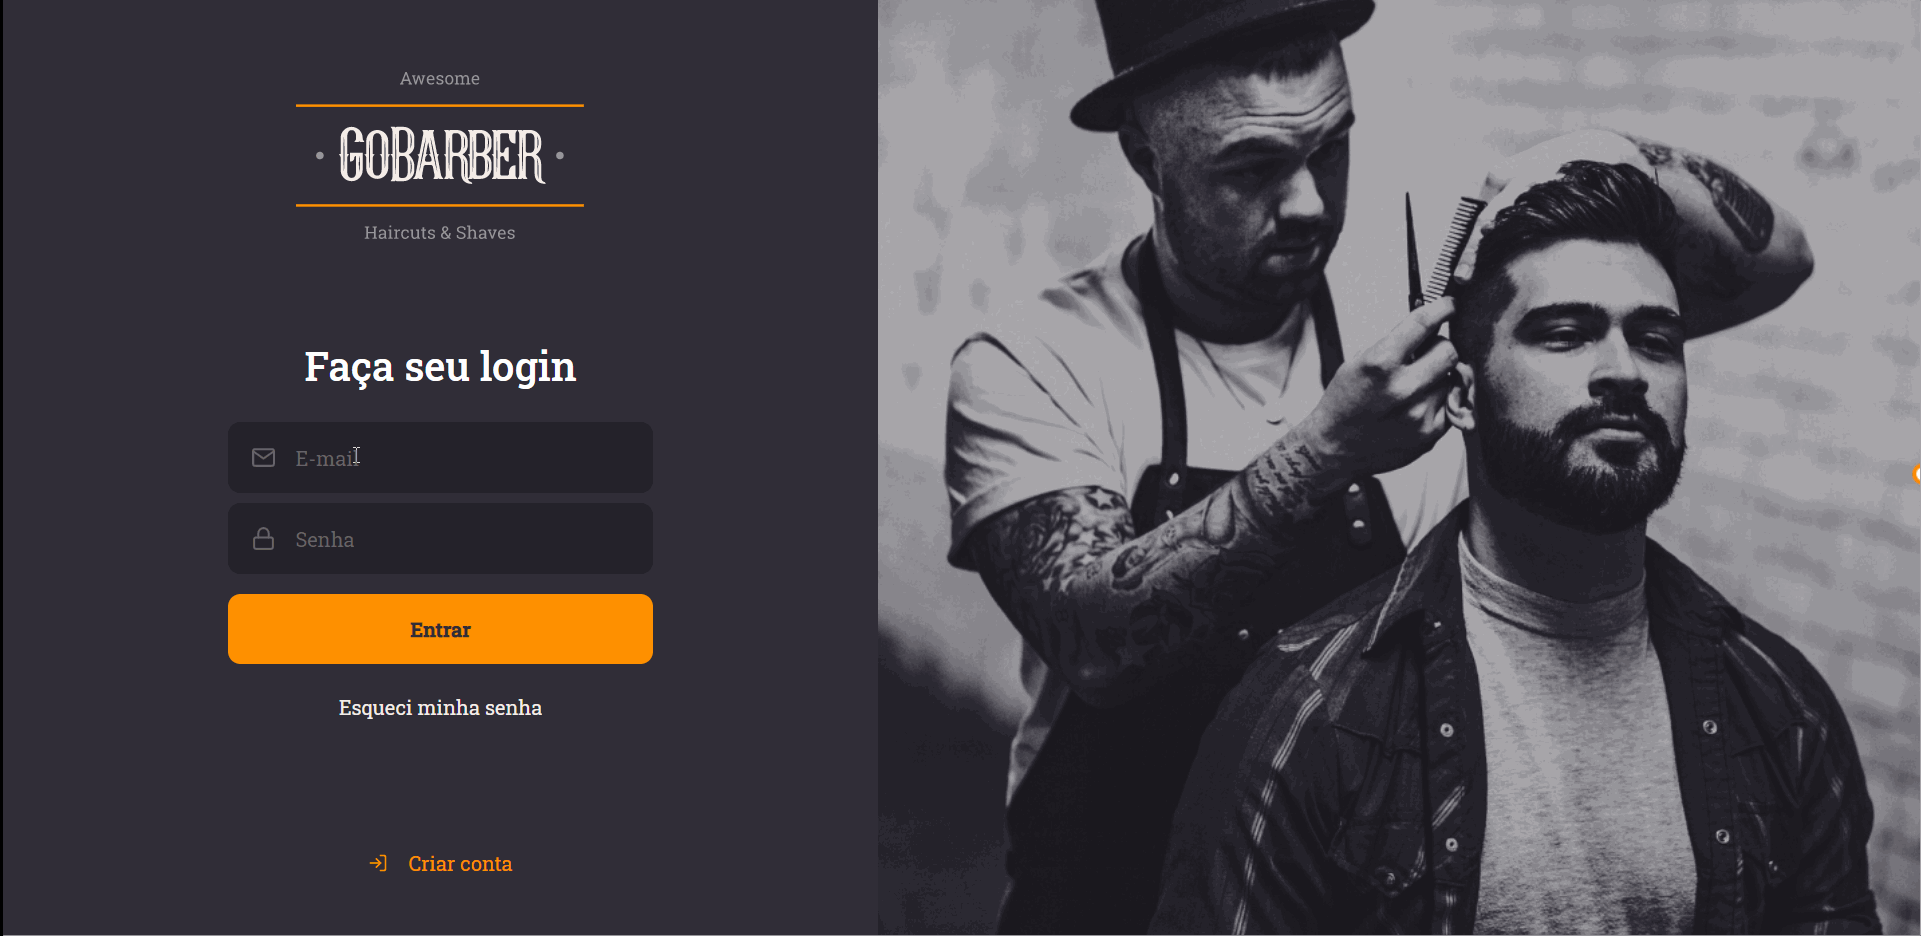 Awesome
GoBARBER
Haircuts & Shaves
Faça seu login
E-mail
Senha
Entrar
Esqueci minha senha
Criar conta